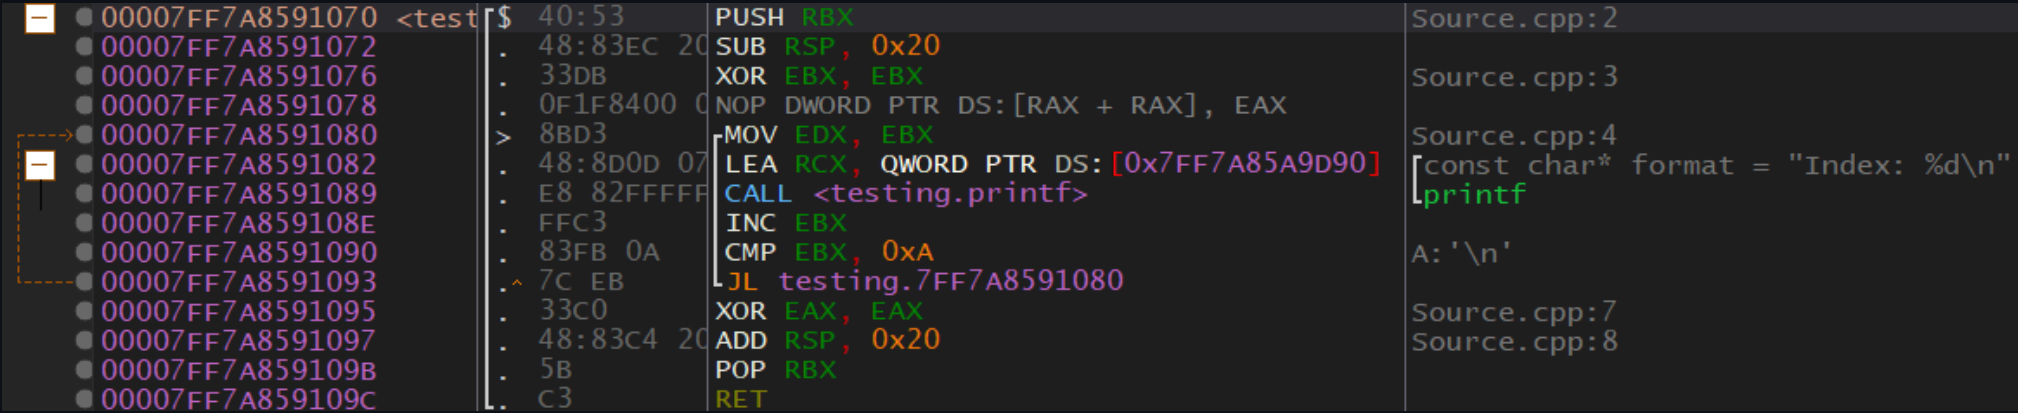 00007FF7A8591070 <test $ 40:53 PUSH RBX Source.cpp:2
00007FF7A8591072 . 48:83EC 20 SUB RSP, 0x20
00007FF7A8591076 . 33DB XOR EBX, EBX Source.cpp:3
00007FF7A8591078 . 0F1F8400 0 NOP DWORD PTR DS:[RAX + RAX], EAX
00007FF7A8591080 > 8BD3 MOV EDX, EBX Source.cpp:4
00007FF7A8591082 . 48:8D0D 07 LEA RCX, QWORD PTR DS:[0x7FF7A85A9D90] const char* format = "Index: %d\n"
00007FF7A8591089 . E8 82FFFFF CALL <testing.printf> printf
00007FF7A859108E . FFC3 INC EBX
00007FF7A8591090 . 83FB 0A CMP EBX, 0xA A:'\n'
00007FF7A8591093 .^ 7C EB JL testing.7FF7A8591080
00007FF7A8591095 . 33C0 XOR EAX, EAX Source.cpp:7
00007FF7A8591097 . 48:83C4 20 ADD RSP, 0x20 Source.cpp:8
00007FF7A859109B . 5B POP RBX
00007FF7A859109C . C3 RET